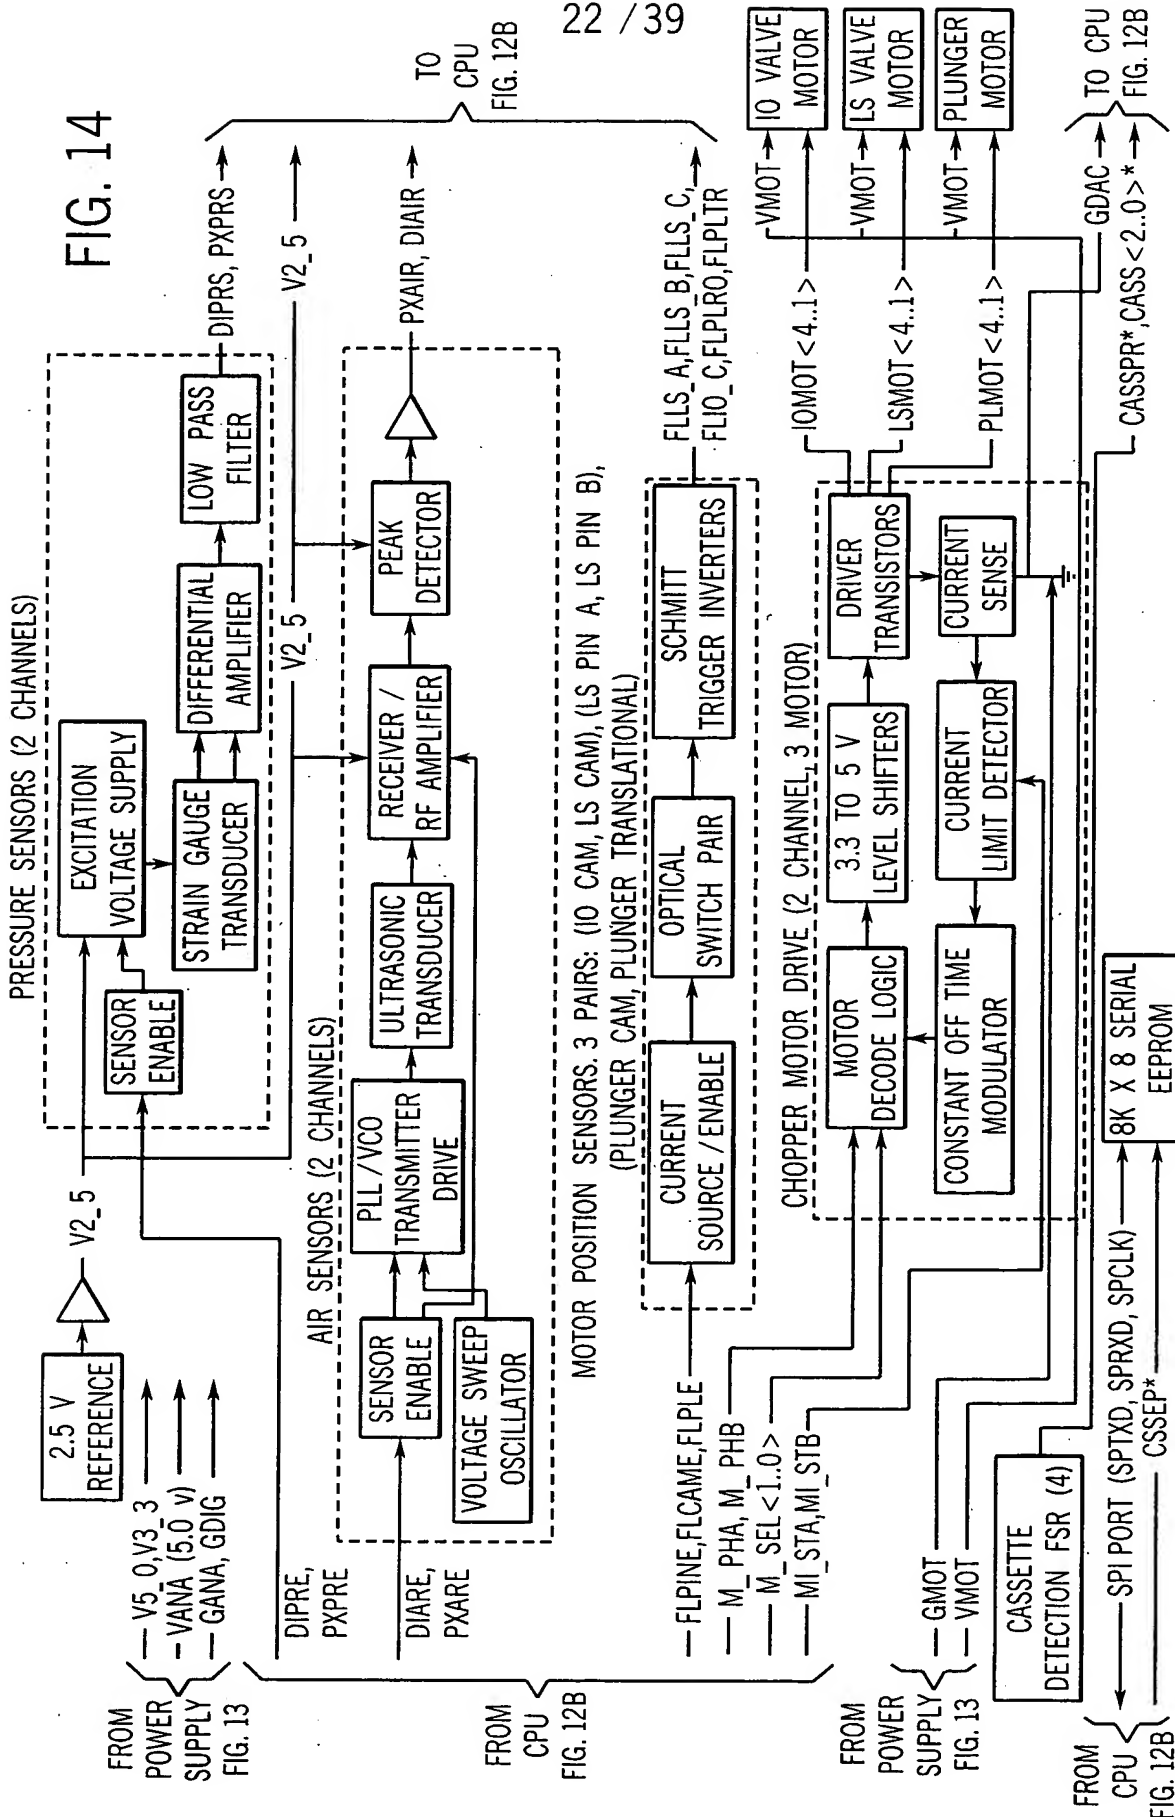 22 / 39
FIG. 14
PRESSURE SENSORS (2 CHANNELS)
2.5 V
REFERENCE
V2_5
SENSOR
ENABLE
EXCITATION
VOLTAGE SUPPLY
STRAIN GAUGE
TRANSDUCER
DIFFERENTIAL
AMPLIFIER
LOW PASS
FILTER
DIPRS, PXPRS
V2_5
V2_5
TO
CPU
FIG. 12B
FROM
POWER
SUPPLY
FIG. 13
V5_0,V3_3
VANA (5.0 v)
GANA, GDIG
DIPRE,
PXPRE
DIARE,
PXARE
AIR SENSORS (2 CHANNELS)
SENSOR
ENABLE
VOLTAGE SWEEP
OSCILLATOR
PLL/VCO
TRANSMITTER
DRIVE
ULTRASONIC
TRANSDUCER
RECEIVER /
RF AMPLIFIER
PEAK
DETECTOR
PXAIR, DIAIR
FROM
CPU
FIG. 12B
MOTOR POSITION SENSORS. 3 PAIRS: (IO CAM, LS CAM), (LS PIN A, LS PIN B),
(PLUNGER CAM, PLUNGER TRANSLATIONAL)
FLPINE,FLCAME,FLPLE
CURRENT
SOURCE/ENABLE
OPTICAL
SWITCH PAIR
SCHMITT
TRIGGER INVERTERS
FLLS_A,FLLS_B,FLLS_C,
FLIO_C,FLPLRO,FLPLTR
M_PHA, M_PHB
M_SEL<1..0>
MI_STA,MI_STB
CHOPPER MOTOR DRIVE (2 CHANNEL, 3 MOTOR)
MOTOR
DECODE LOGIC
3.3 TO 5 V
LEVEL SHIFTERS
DRIVER
TRANSISTORS
CONSTANT OFF TIME
MODULATOR
CURRENT
LIMIT DETECTOR
CURRENT
SENSE
IOMOT<4..1>
LSMOT<4..1>
PLMOT<4..1>
VMOT
VMOT
VMOT
IO VALVE
MOTOR
LS VALVE
MOTOR
PLUNGER
MOTOR
FROM
POWER
SUPPLY
FIG. 13
GMOT
VMOT
CASSETTE
DETECTION FSR (4)
GDAC
CASSPR*,CASS<2..0>*
TO CPU
FIG. 12B
FROM
CPU
FIG. 12B
SPI PORT (SPTXD, SPRXD, SPCLK)
CSSEP*
8K X 8 SERIAL
EEPROM